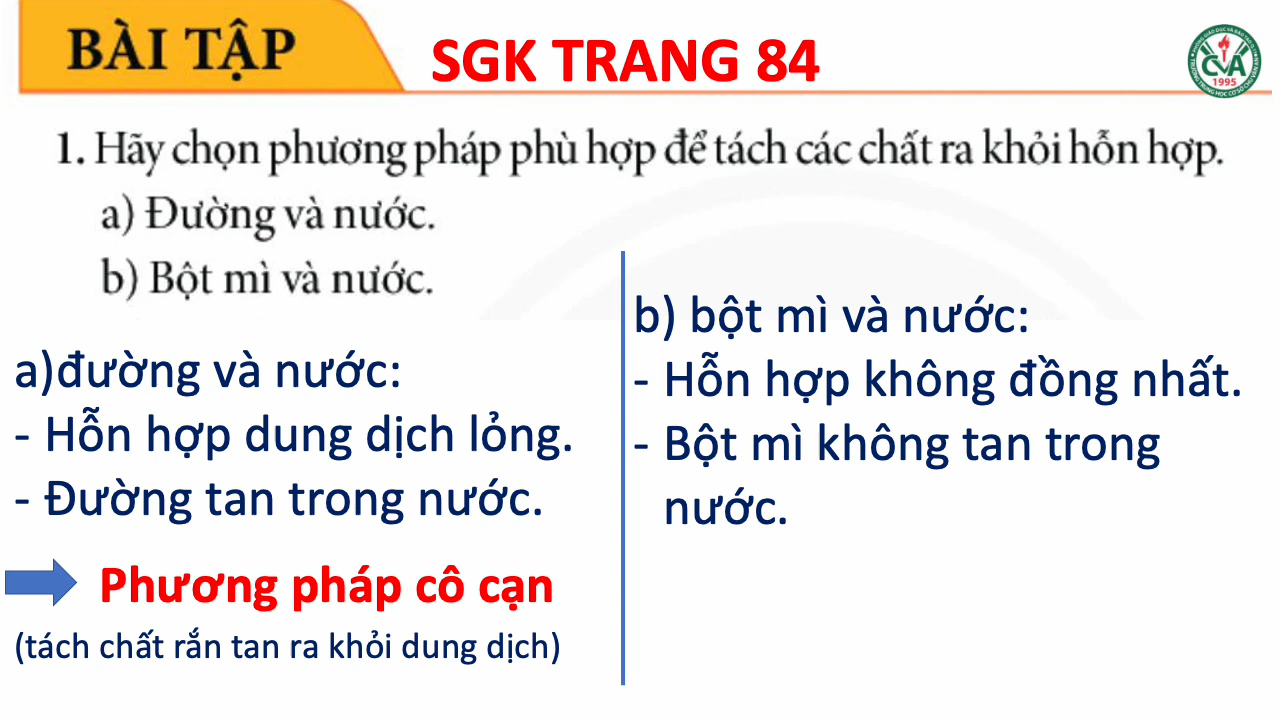 BÀI TẬP
SGK TRANG 84
CVA
1995
1. Hãy chọn phương pháp phù hợp để tách các chất ra khỏi hỗn hợp.
a) Đường và nước.
b) Bột mì và nước.
a)đường và nước:
- Hỗn hợp dung dịch lỏng.
- Đường tan trong nước.
Phương pháp cô cạn
(tách chất rắn tan ra khỏi dung dịch)
b) bột mì và nước:
- Hỗn hợp không đồng nhất.
- Bột mì không tan trong
nước.